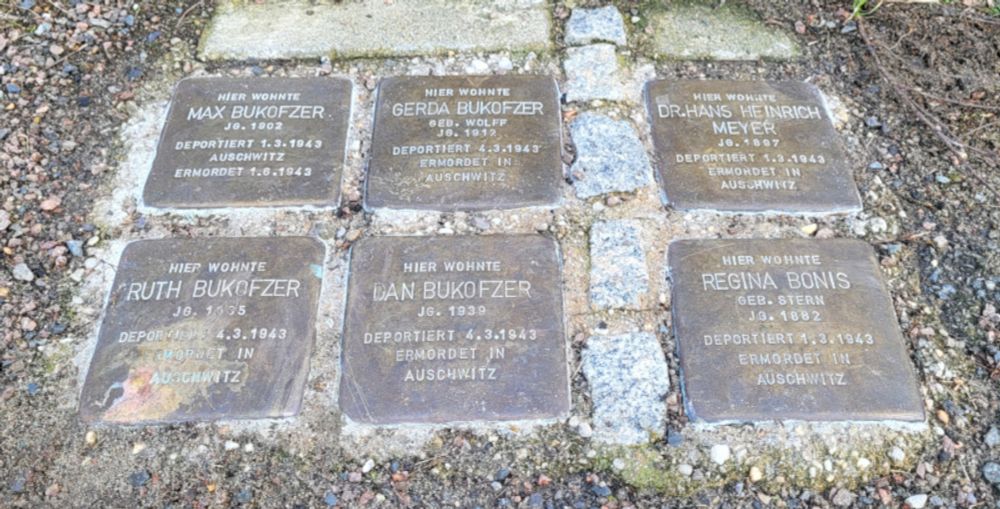 HIER WOHNTE
MAX BUKOFZER
JG. 1902
DEPORTIERT 1.3.1943
AUSCHWITZ
ERMORDET 1.6.1943
HIER WOHNTE
GERDA BUKOFZER
GEB. WOLFF
JG. 1912
DEPORTIERT 4.3.1943
ERMORDET IN
AUSCHWITZ
HIER WOHNTE
DR. HANS HEINRICH
MEYER
JG. 1897
DEPORTIERT 1.3.1943
ERMORDET IN
AUSCHWITZ
HIER WOHNTE
RUTH BUKOFZER
JG. 1935
DEPORTIERT 4.3.1943
ERMORDET IN
AUSCHWITZ
HIER WOHNTE
DAN BUKOFZER
JG. 1939
DEPORTIERT 4.3.1943
ERMORDET IN
AUSCHWITZ
HIER WOHNTE
REGINA BONIS
GEB. STERN
JG. 1882
DEPORTIERT 1.3.1943
ERMORDET IN
AUSCHWITZ